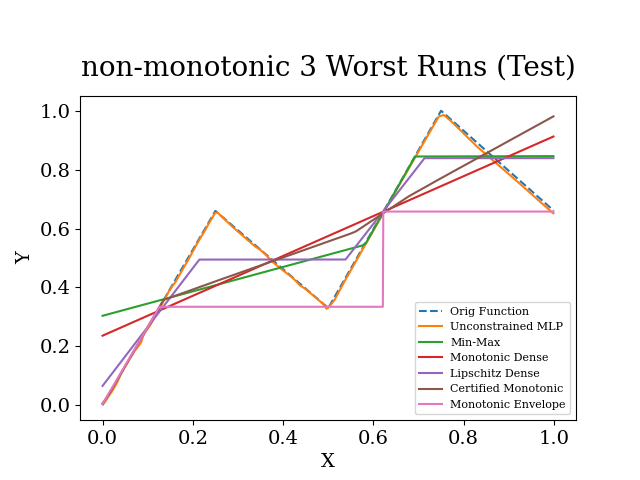 non-monotonic 3 Worst Runs (Test)
1.0
0.8
0.6
0.4
0.2
0.0
Y
Orig Function
Unconstrained MLP
Min-Max
Monotonic Dense
Lipschitz Dense
Certified Monotonic
Monotonic Envelope
0.0 0.2 0.4 0.6 0.8 1.0
X